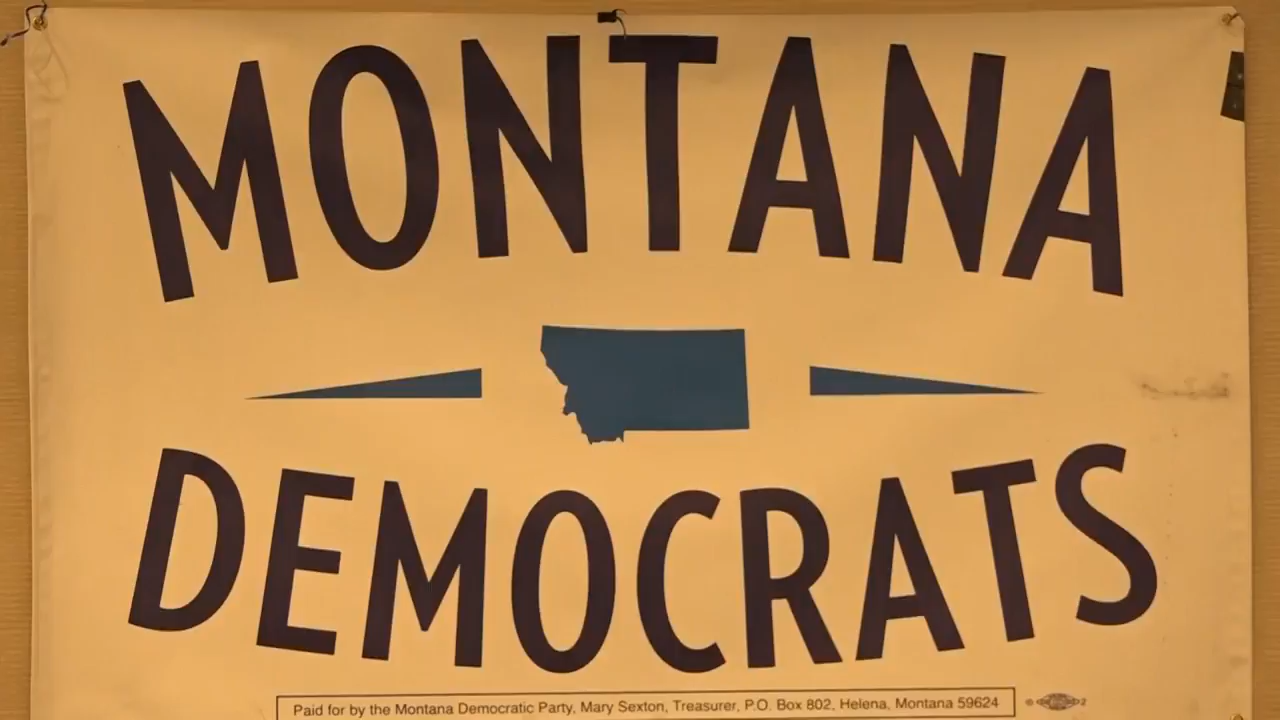 MONTANA
DEMOCRATS
Paid for by the Montana Democratic Party, Mary Sexton, Treasurer, P.O. Box 802, Helena, Montana 59624